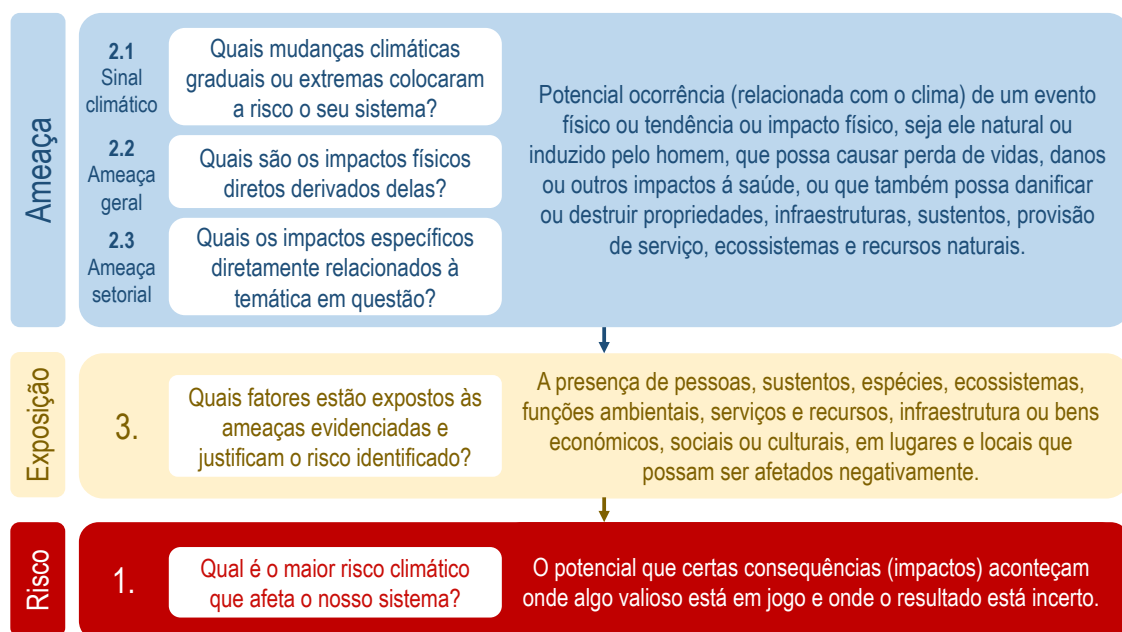 Ameaça
2.1
Sinal
climático
Quais mudanças climáticas
graduais ou extremas colocaram
a risco o seu sistema?
2.2
Ameaça
geral
Quais são os impactos físicos
diretos derivados delas?
2.3
Ameaça
setorial
Quais os impactos específicos
diretamente relacionados à
temática em questão?
Potencial ocorrência (relacionada com o clima) de um evento
físico ou tendência ou impacto físico, seja ele natural ou
induzido pelo homem, que possa causar perda de vidas, danos
ou outros impactos á saúde, ou que também possa danificar
ou destruir propriedades, infraestruturas, sustentos, provisão
de serviço, ecossistemas e recursos naturais.
Exposição
3.
Quais fatores estão expostos às
ameaças evidenciadas e
justificam o risco identificado?
A presença de pessoas, sustentos, espécies, ecossistemas,
funções ambientais, serviços e recursos, infraestrutura ou bens
económicos, sociais ou culturais, em lugares e locais que
possam ser afetados negativamente.
Risco
1.
Qual é o maior risco climático
que afeta o nosso sistema?
O potencial que certas consequências (impactos) aconteçam
onde algo valioso está em jogo e onde o resultado está incerto.